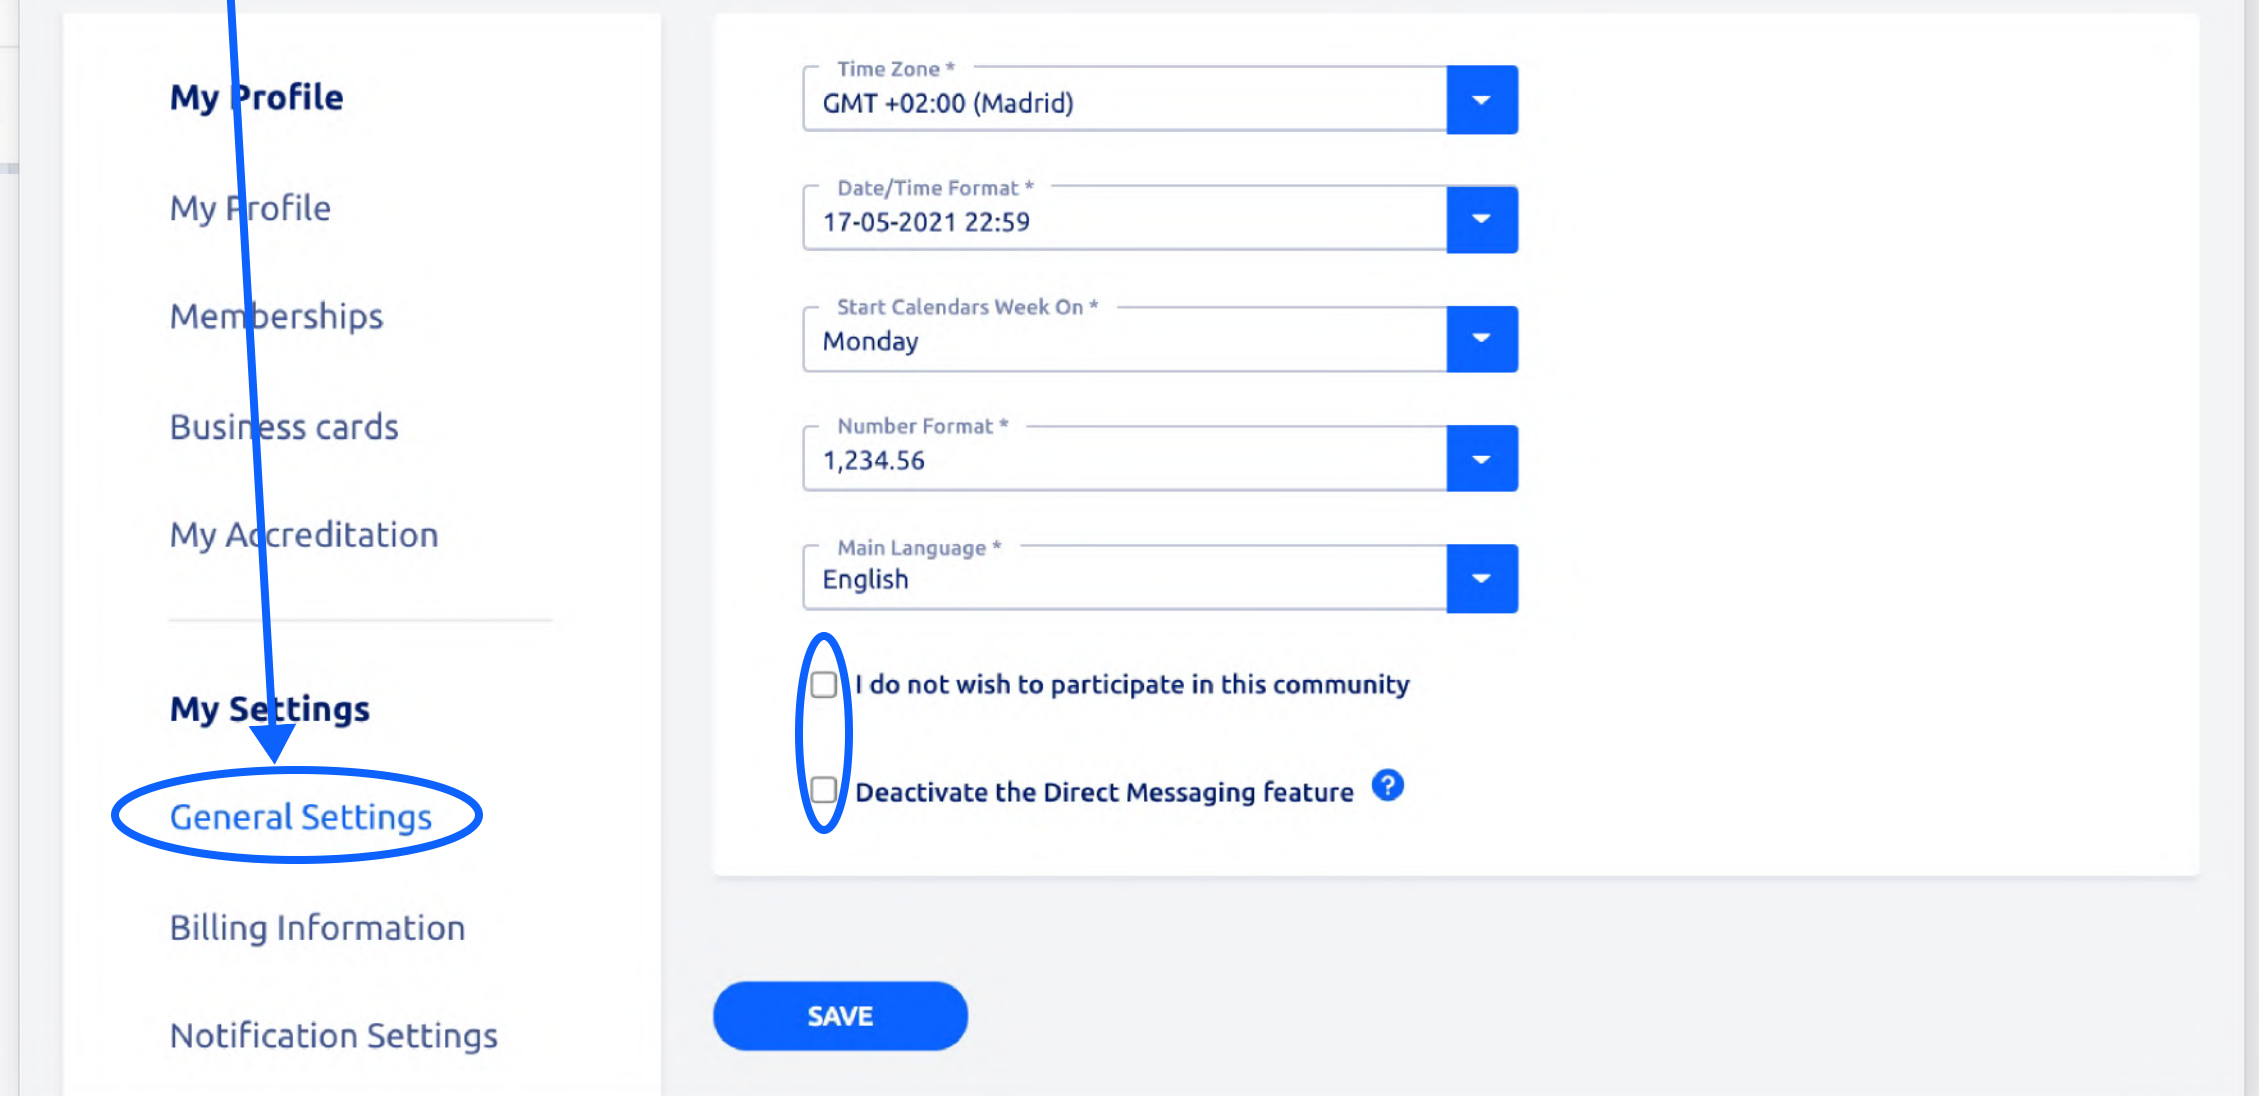 My Profile
My Profile
Memberships
Business cards
My Accreditation
My Settings
General Settings
Billing Information
Notification Settings
Time Zone *
GMT +02:00 (Madrid)
Date/Time Format *
17-05-2021 22:59
Start Calendars Week On *
Monday
Number Format *
1,234.56
Main Language *
English
I do not wish to participate in this community
Deactivate the Direct Messaging feature ?
SAVE